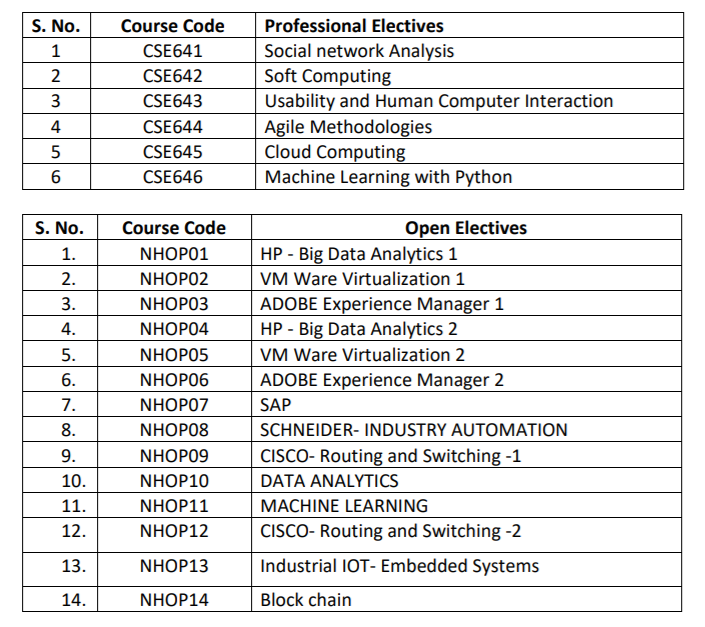 S. No. Course Code Professional Electives
1 CSE641 Social network Analysis
2 CSE642 Soft Computing
3 CSE643 Usability and Human Computer Interaction
4 CSE644 Agile Methodologies
5 CSE645 Cloud Computing
6 CSE646 Machine Learning with Python
S. No. Course Code Open Electives
1. NHOP01 HP - Big Data Analytics 1
2. NHOP02 VM Ware Virtualization 1
3. NHOP03 ADOBE Experience Manager 1
4. NHOP04 HP - Big Data Analytics 2
5. NHOP05 VM Ware Virtualization 2
6. NHOP06 ADOBE Experience Manager 2
7. NHOP07 SAP
8. NHOP08 SCHNEIDER- INDUSTRY AUTOMATION
9. NHOP09 CISCO- Routing and Switching -1
10. NHOP10 DATA ANALYTICS
11. NHOP11 MACHINE LEARNING
12. NHOP12 CISCO- Routing and Switching -2
13. NHOP13 Industrial IOT- Embedded Systems
14. NHOP14 Block chain